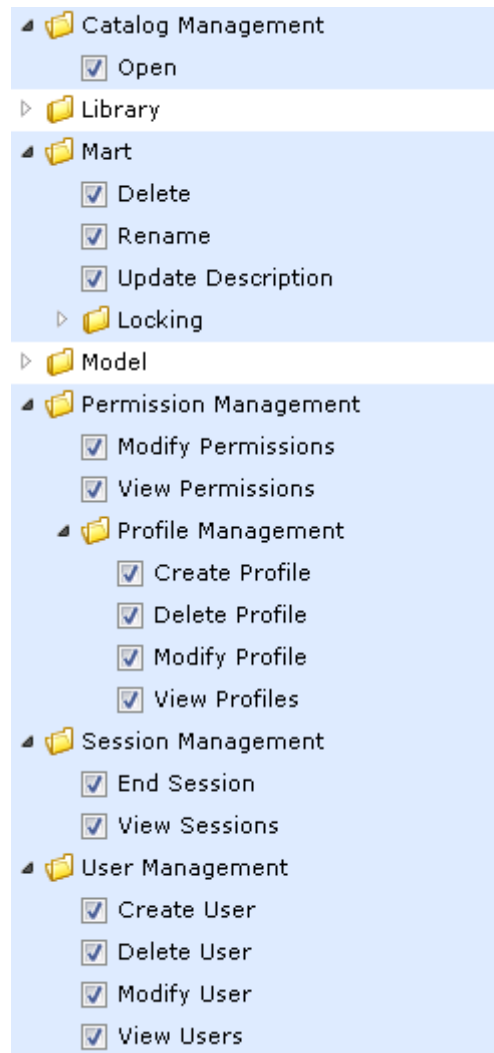 Catalog Management
Open
Library
Mart
Delete
Rename
Update Description
Locking
Model
Permission Management
Modify Permissions
View Permissions
Profile Management
Create Profile
Delete Profile
Modify Profile
View Profiles
Session Management
End Session
View Sessions
User Management
Create User
Delete User
Modify User
View Users